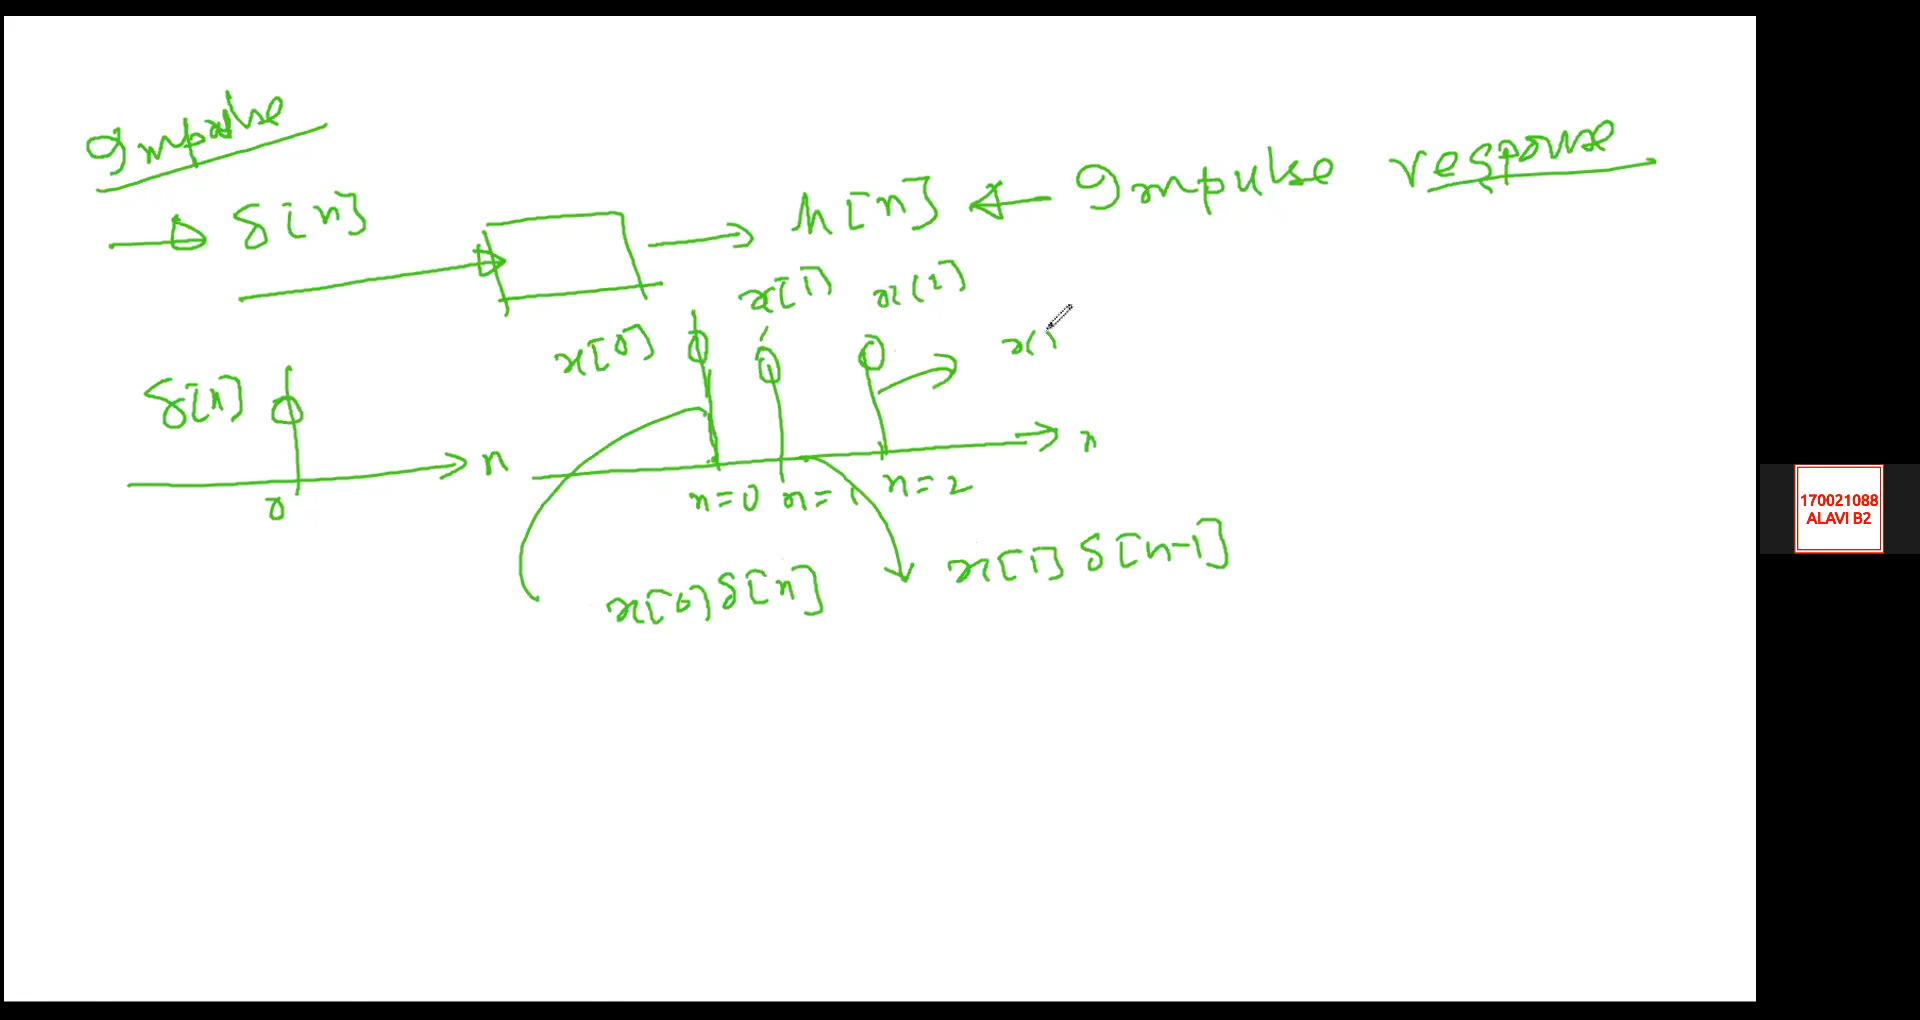 Impulse
δ[n]
h[n] ← Impulse response
x[0] x[1] x[2]
x[
δ[n]
n
n
0
n=0 n=1 n=2
x[0]δ[n] x[1]δ[n-1]
170021088
ALAVI B2